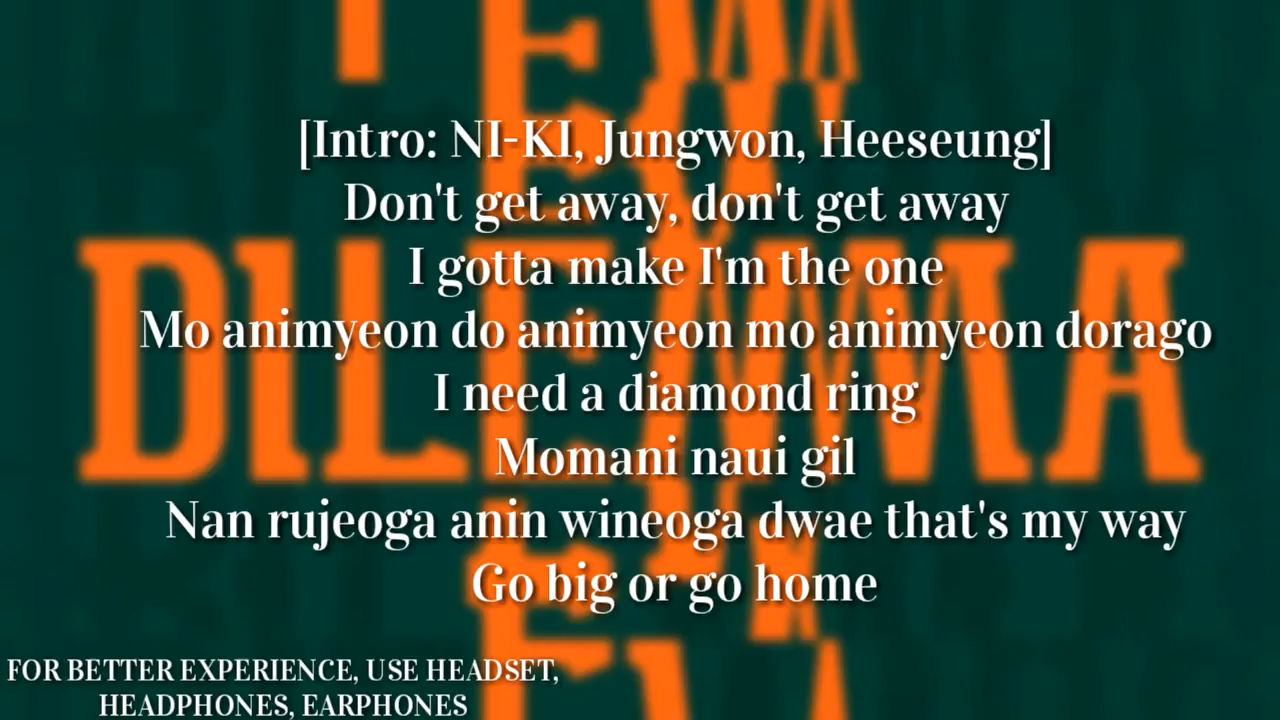 [Intro: NI-KI, Jungwon, Heeseung]
Don't get away, don't get away
I gotta make I'm the one
DILEMMA
Mo animyeon do animyeon mo animyeon dorago
I need a diamond ring
Momani naui gil
Nan rujeoga anin wineoga dwae that's my way
Go big or go home
FOR BETTER EXPERIENCE, USE HEADSET,
HEADPHONES, EARPHONES